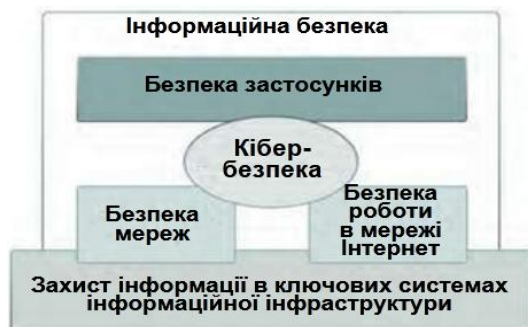 Інформаційна безпека
Безпека застосунків
Кібер-
безпека
Безпека
мереж
Безпека
роботи
в мережі
Інтернет
Захист інформації в ключових системах
інформаційної інфраструктури